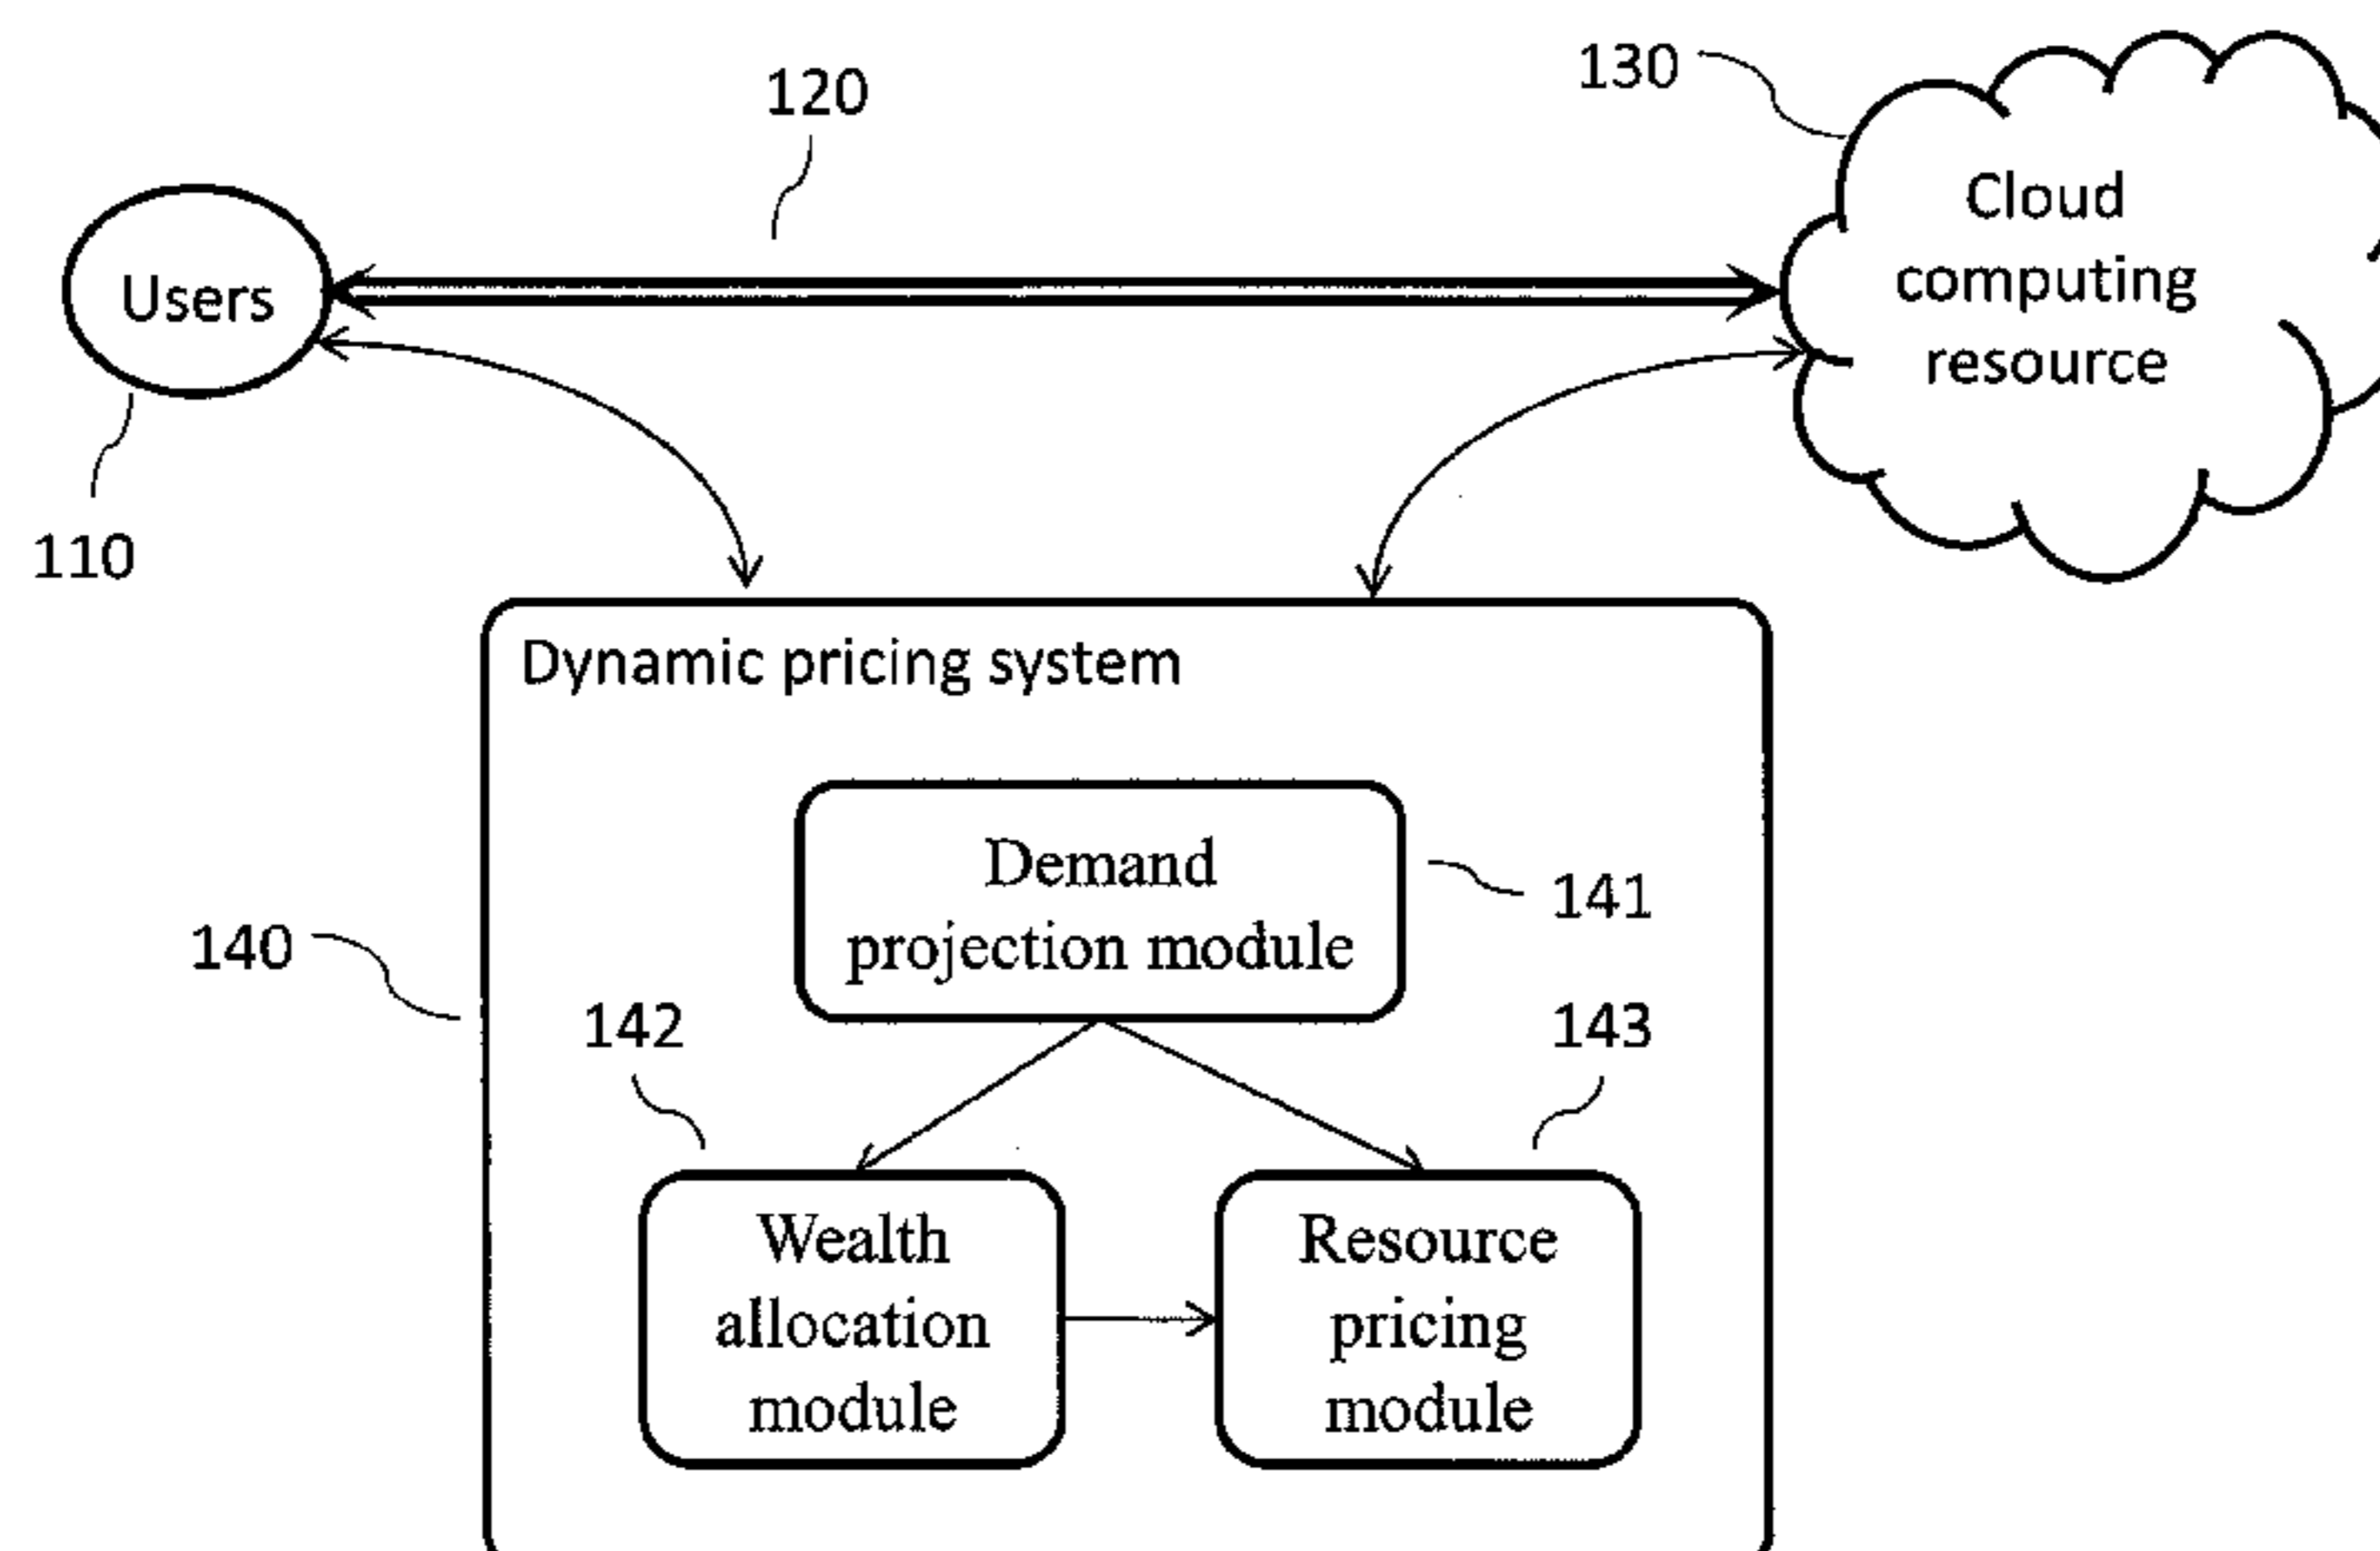 120
130
Users
Cloud
computing
resource
110
Dynamic pricing system
Demand
projection module
141
140
142
143
Wealth
allocation
module
Resource
pricing
module